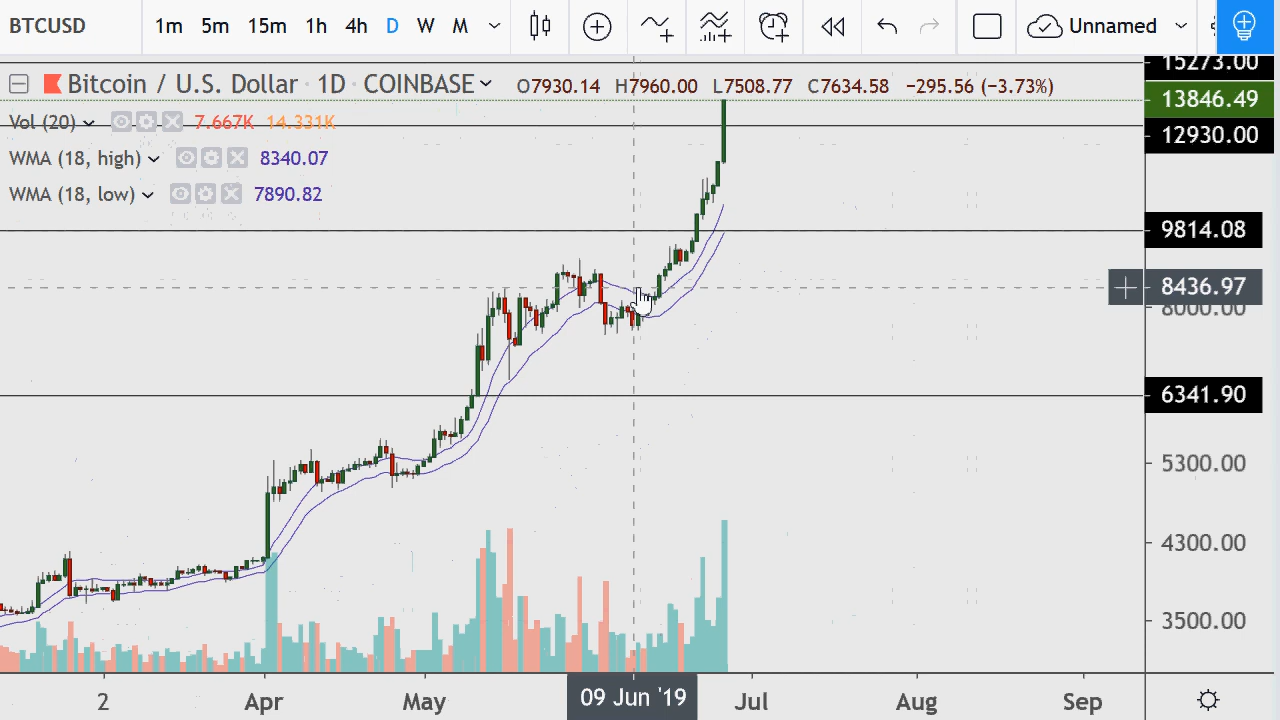 BTCUSD 1m 5m 15m 1h 4h D W M Unnamed
Bitcoin / U.S. Dollar · 1D · COINBASE O7930.14 H7960.00 L7508.77 C7634.58 −295.56 (−3.73%)
Vol (20) 7.667K 14.331K
WMA (18, high) 8340.07
WMA (18, low) 7890.82
15273.00
13846.49
12930.00
9814.08
8436.97
8000.00
6341.90
5300.00
4300.00
3500.00
2 Apr May 09 Jun '19 Jul Aug Sep